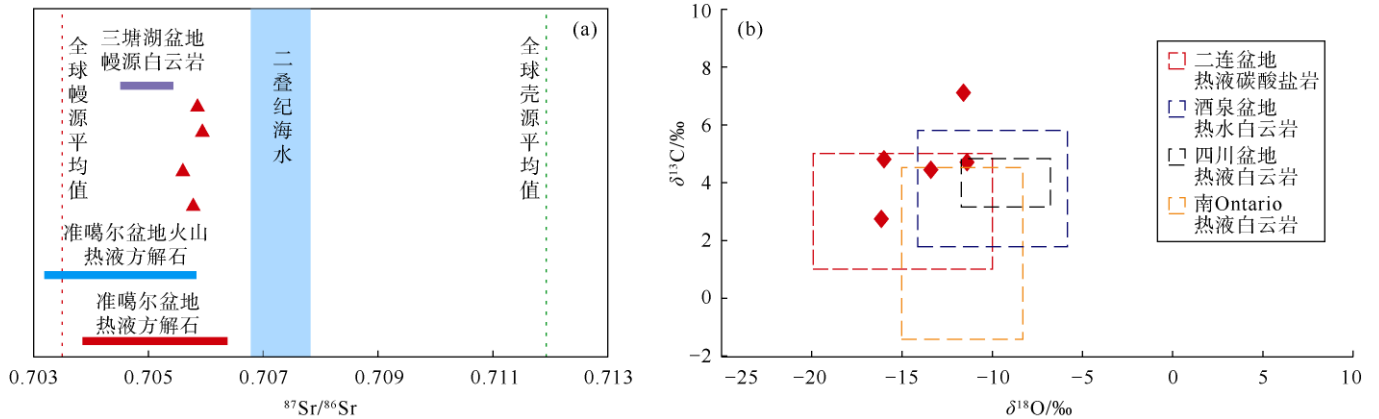 (a)
三塘湖盆地
幔源白云岩
全球幔源平均值
二叠纪海水
全球壳源平均值
准噶尔盆地火山
热液方解石
准噶尔盆地
热液方解石
0.703 0.705 0.707 0.709 0.711 0.713
⁸⁷Sr/⁸⁶Sr
(b)
10
8
6
4
2
0
−2
δ¹³C/‰
−25 −20 −15 −10 −5 0 5 10
δ¹⁸O/‰
二连盆地
热液碳酸盐岩
酒泉盆地
热水白云岩
四川盆地
热液白云岩
南Ontario
热液白云岩